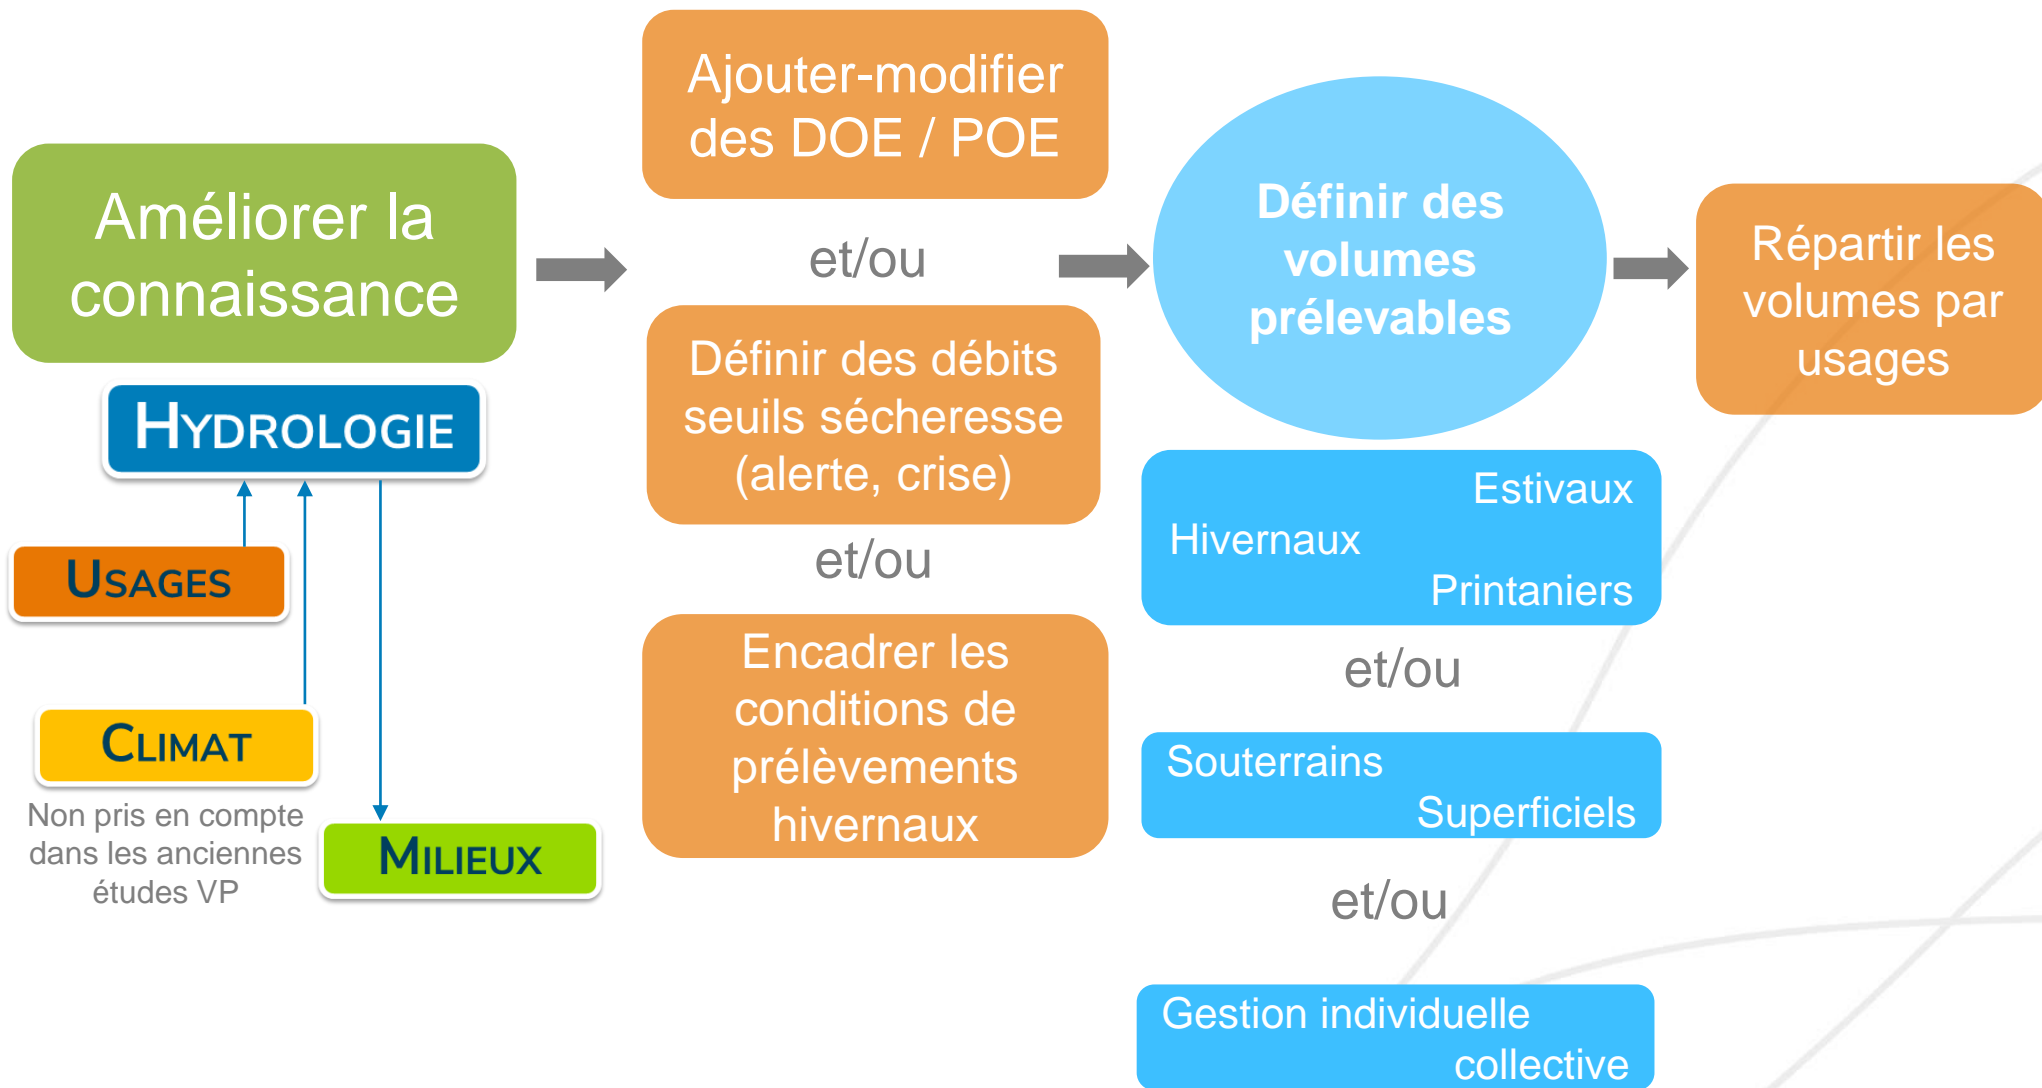 Améliorer la
connaissance
HYDROLOGIE
USAGES
CLIMAT
Non pris en compte
dans les anciennes
études VP
MILIEUX
Ajouter-modifier
des DOE / POE
et/ou
Définir des débits
seuils sécheresse
(alerte, crise)
et/ou
Encadrer les
conditions de
prélèvements
hivernaux
Définir des
volumes
prélevables
Estivaux
Hivernaux
Printaniers
et/ou
Souterrains
Superficiels
et/ou
Gestion individuelle
collective
Répartir les
volumes par
usages